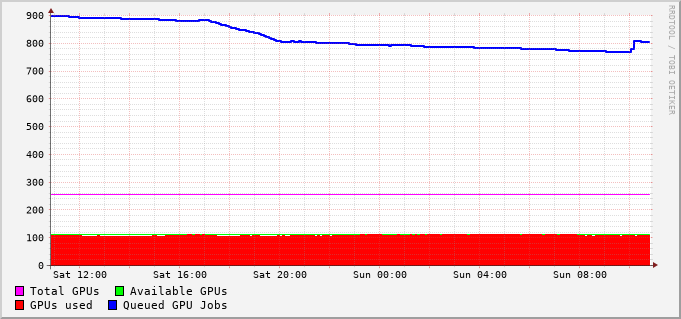 RRDTOOL / TOBI OETIKER
900
800
700
600
500
400
300
200
100
0
Sat 12:00 Sat 16:00 Sat 20:00 Sun 00:00 Sun 04:00 Sun 08:00
Total GPUs Available GPUs
GPUs used Queued GPU Jobs